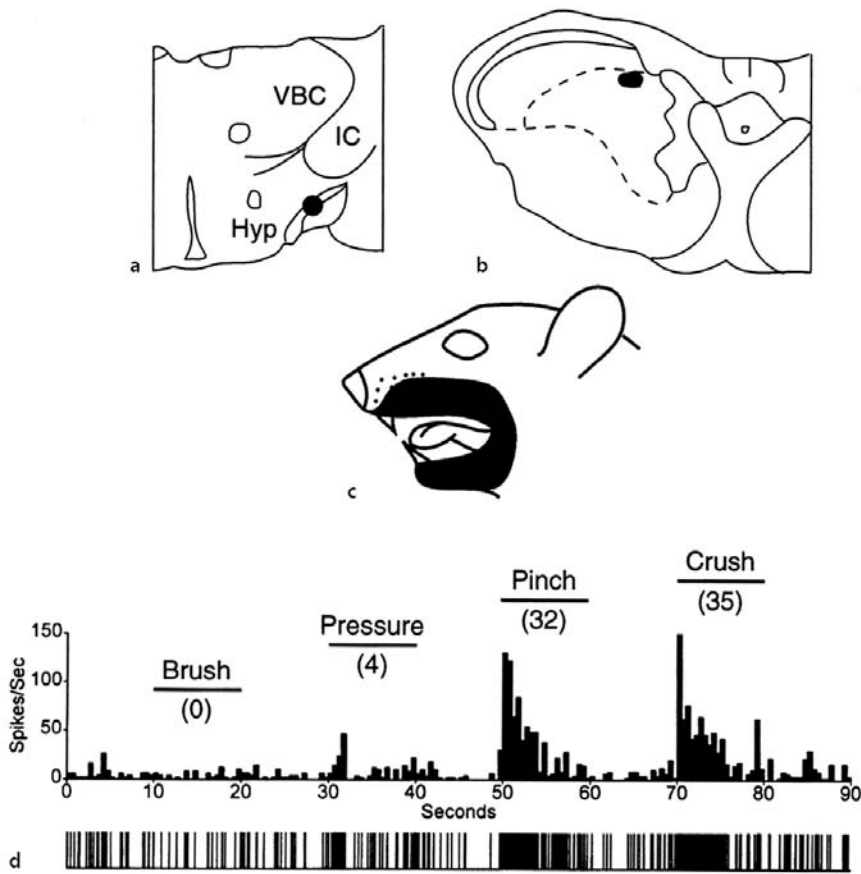 VBC
IC
Hyp
a
b
c
Crush
Pinch
(35)
Pressure
(32)
Brush
(4)
(0)
150
100
50
0
Spikes/Sec
0 10 20 30 40 50 60 70 80 90
Seconds
d